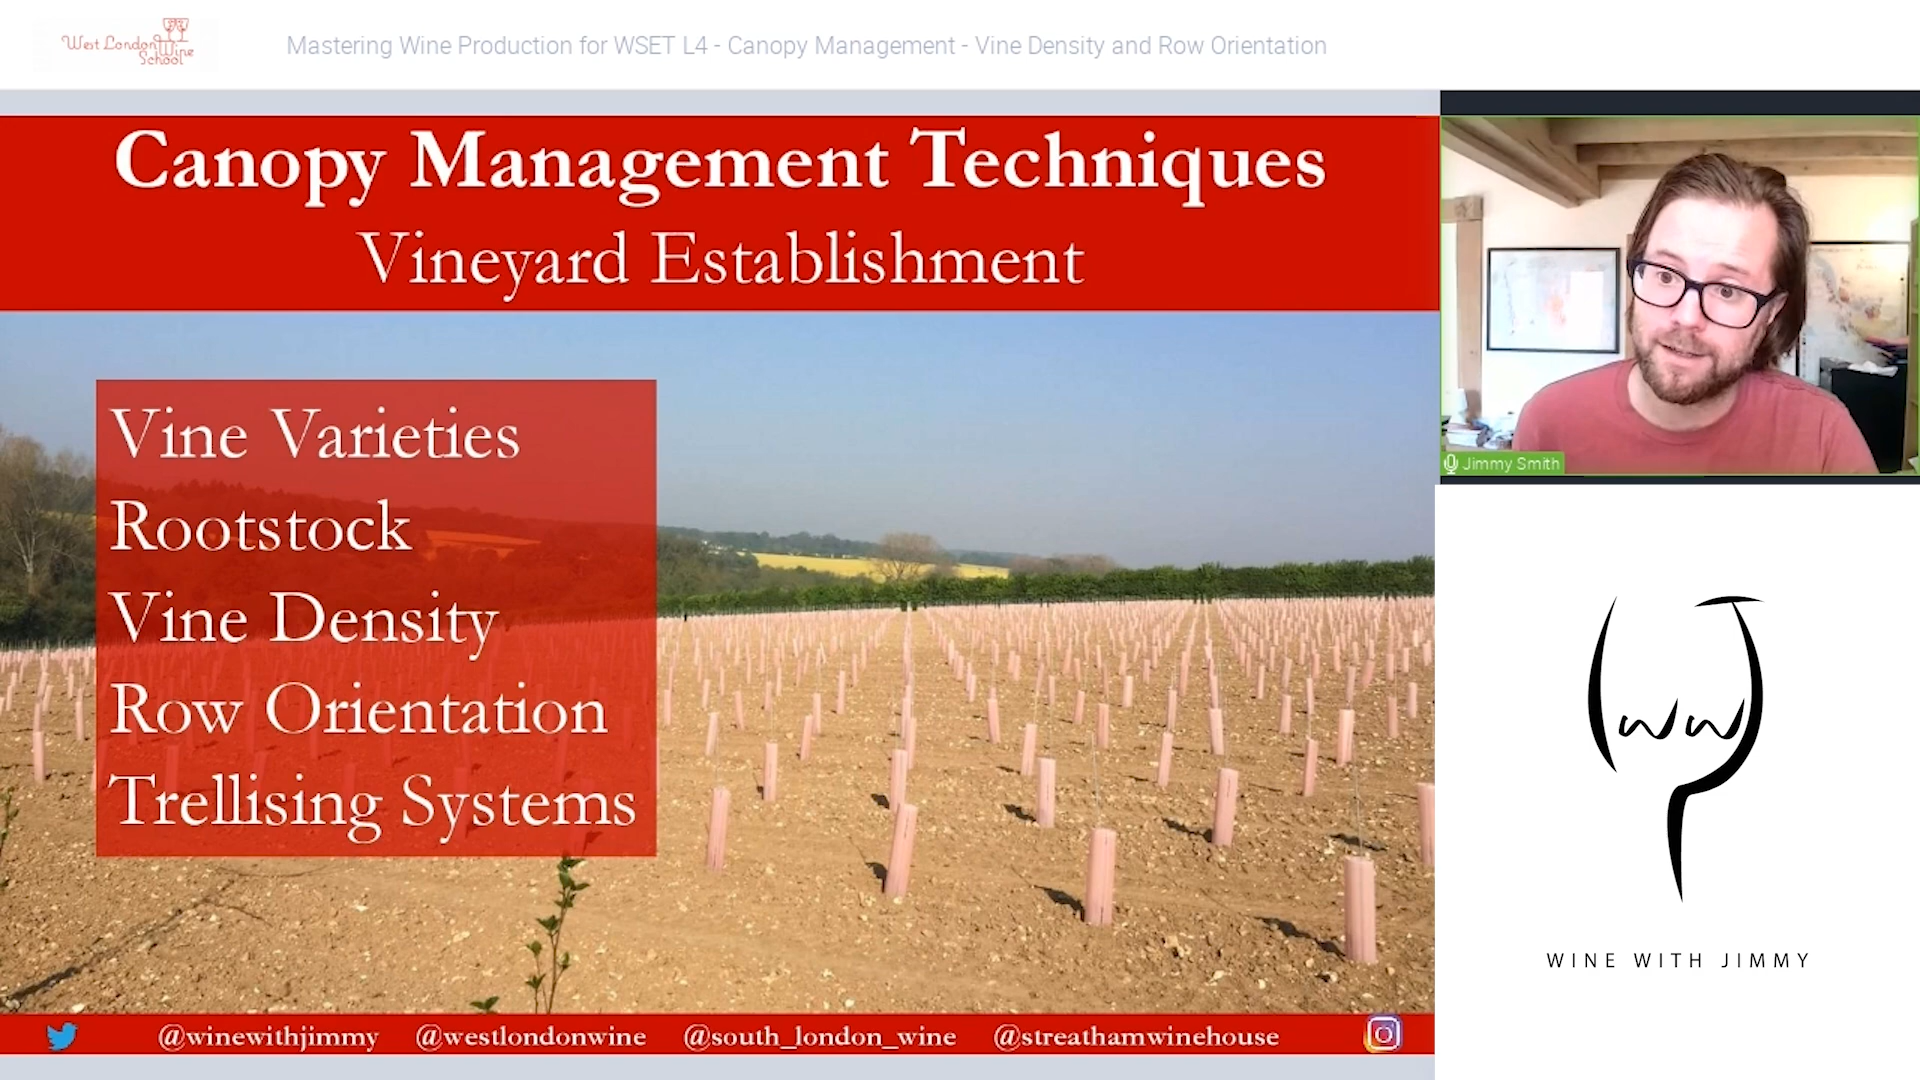 West London Wine School
Mastering Wine Production for WSET L4 - Canopy Management - Vine Density and Row Orientation
Canopy Management Techniques
Vineyard Establishment
Vine Varieties
Rootstock
Vine Density
Row Orientation
Trellising Systems
Jimmy Smith
ww
WINE WITH JIMMY
@winewithjimmy @westlondonwine @south_london_wine @streathamwinehouse